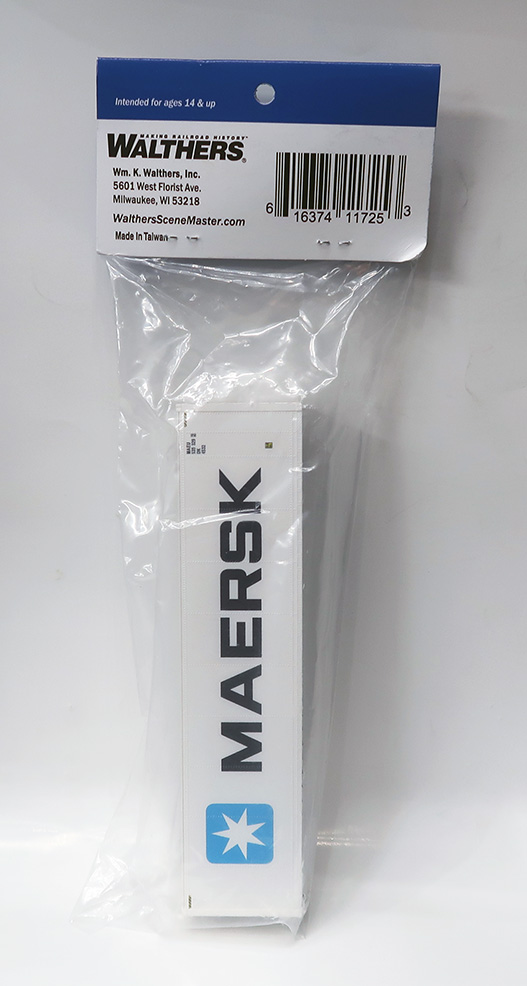 Intended for ages 14 & up
MAKING RAILROAD HISTORY™
WALTHERS®
Wm. K. Walthers, Inc.
5601 West Florist Ave.
Milwaukee, WI 53218
WalthersSceneMaster.com
Made in Taiwan
6 16374 11725 3
MAERSK